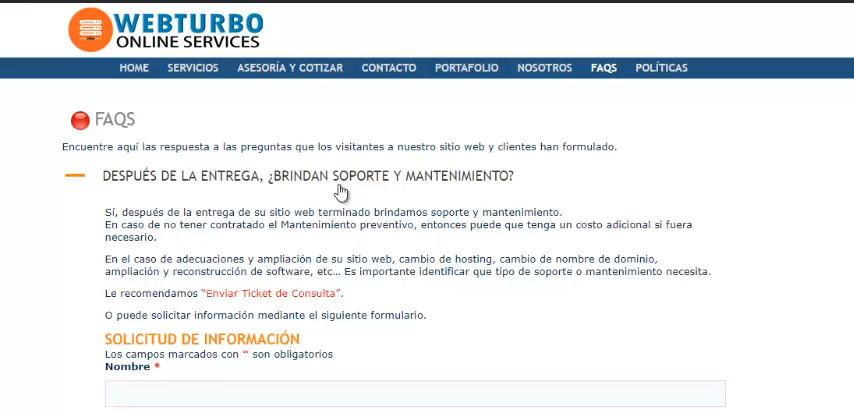 WEBTURBO
ONLINE SERVICES
HOME SERVICIOS ASESORÍA Y COTIZAR CONTACTO PORTAFOLIO NOSOTROS FAQS POLÍTICAS
FAQS
Encuentre aquí las respuesta a las preguntas que los visitantes a nuestro sitio web y clientes han formulado.
DESPUÉS DE LA ENTREGA, ¿BRINDAN SOPORTE Y MANTENIMIENTO?
Sí, después de la entrega de su sitio web terminado brindamos soporte y mantenimiento.
En caso de no tener contratado el Mantenimiento preventivo, entonces puede que tenga un costo adicional si fuera
necesario.
En el caso de adecuaciones y ampliación de su sitio web, cambio de hosting, cambio de nombre de dominio,
ampliación y reconstrucción de software, etc... Es importante identificar que tipo de soporte o mantenimiento necesita.
Le recomendamos "Enviar Ticket de Consulta".
O puede solicitar información mediante el siguiente formulario.
SOLICITUD DE INFORMACIÓN
Los campos marcados con * son obligatorios
Nombre *